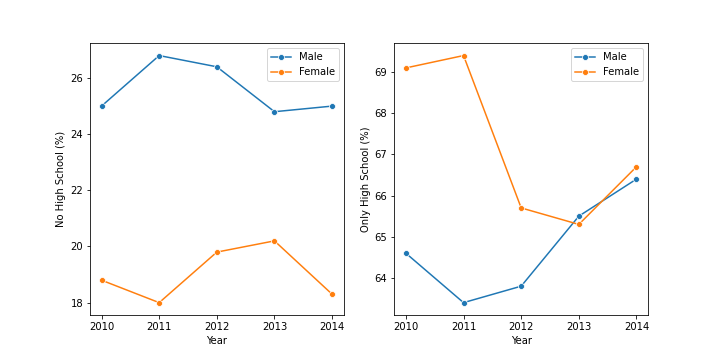 Male
Female
26
24
22
20
18
No High School (%)
2010 2011 2012 2013 2014
Year
Male
Female
69
68
67
66
65
64
Only High School (%)
2010 2011 2012 2013 2014
Year